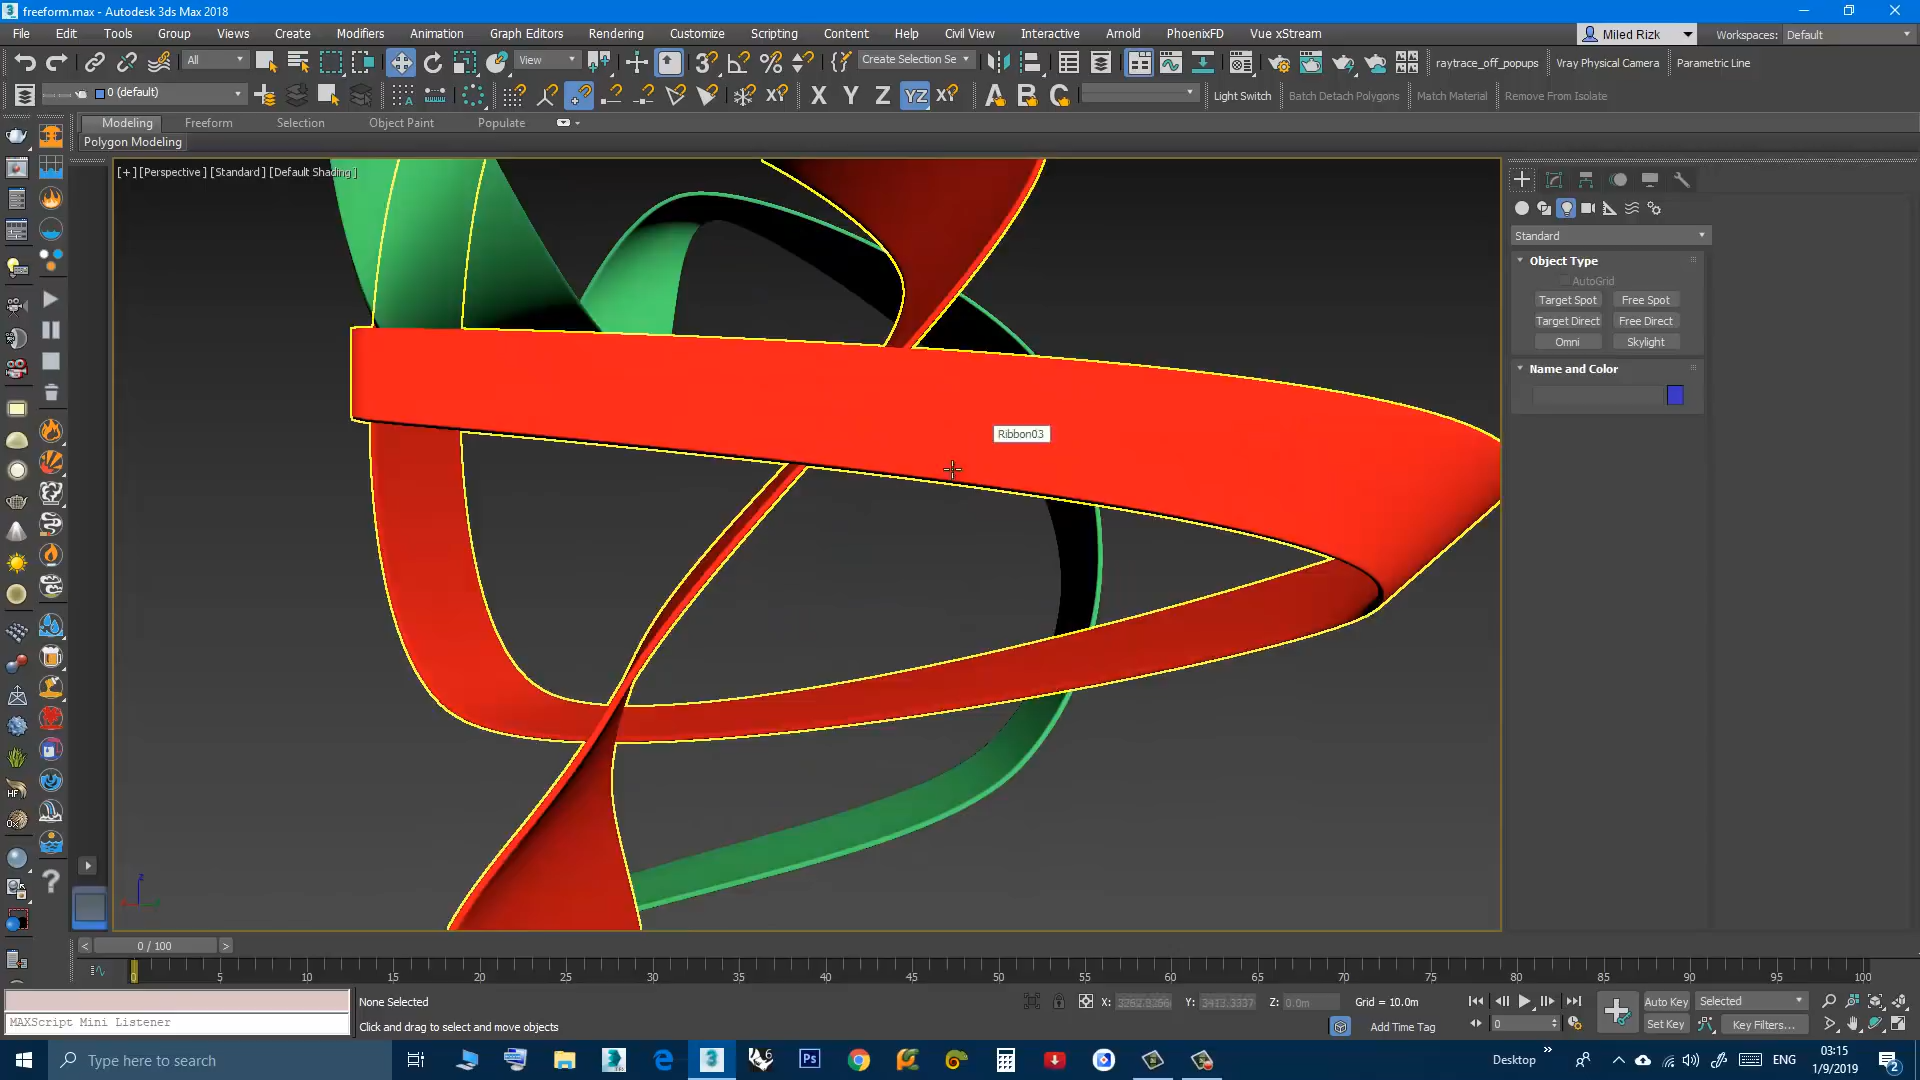 freeform.max - Autodesk 3ds Max 2018
File Edit Tools Group Views Create Modifiers Animation Graph Editors Rendering Customize Scripting Content Help Civil View Interactive Arnold PhoenixFD Vue xStream Miled Rizk Workspaces: Default
All View Create Selection Se raytrace_off_popups Vray Physical Camera Parametric Line
0 (default) X Y Z YZ XY A B C Light Switch Batch Detach Polygons Match Material Remove From Isolate
Modeling Freeform Selection Object Paint Populate
Polygon Modeling
[+] [Perspective] [Standard] [Default Shading]
Standard
Object Type
AutoGrid
Target Spot Free Spot
Target Direct Free Direct
Omni Skylight
Name and Color
Ribbon03
0 / 100
0 5 10 15 20 25 30 35 40 45 50 55 60 65 70 75 80 85 90 95 100
None Selected X: Y: Z: 0.0m Grid = 10.0m Auto Key Selected
MAXScript Mini Listener Click and drag to select and move objects Add Time Tag 0 Set Key Key Filters...
Type here to search Desktop ENG 03:15
1/9/2019